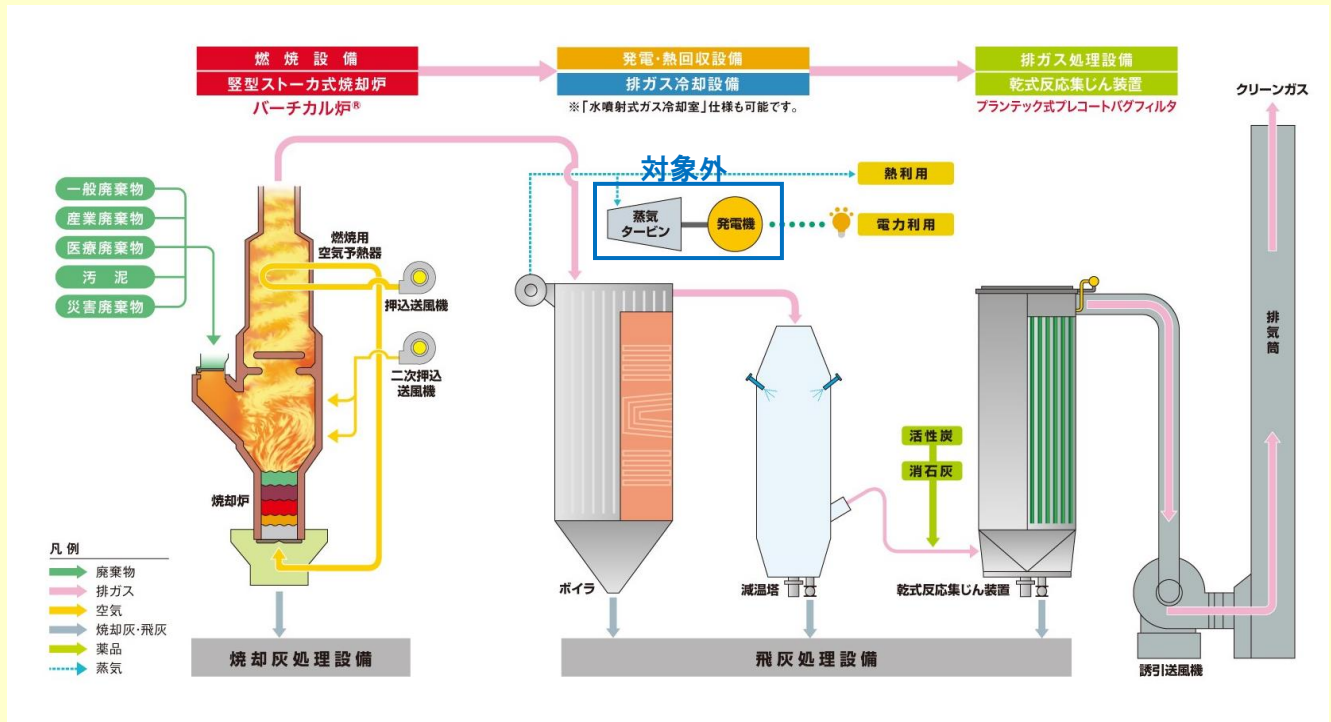 燃焼設備
竪型ストーカ式焼却炉
バーチカル炉®
発電・熱回収設備
排ガス冷却設備
※「水噴射式ガス冷却室」仕様も可能です。
排ガス処理設備
乾式反応集じん装置
プランテック式プレコートバグフィルタ
クリーンガス
対象外
熱利用
蒸気
タービン
発電機
電力利用
一般廃棄物
産業廃棄物
医療廃棄物
汚泥
災害廃棄物
燃焼用
空気予熱器
押込送風機
二次押込
送風機
排気筒
活性炭
消石灰
焼却炉
ボイラ
減温塔
乾式反応集じん装置
誘引送風機
凡例
廃棄物
排ガス
空気
焼却灰・飛灰
薬品
蒸気
焼却灰処理設備
飛灰処理設備